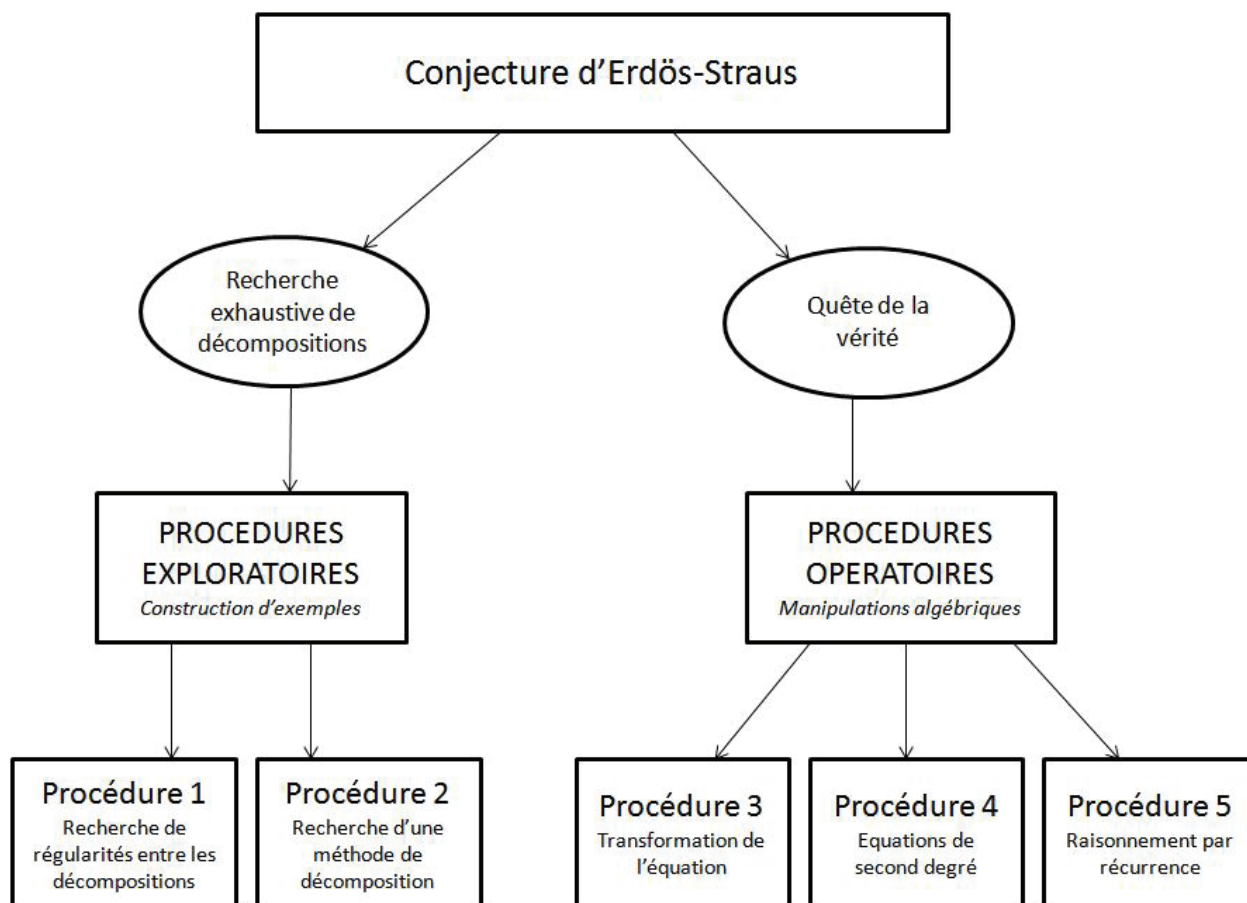 Conjecture d'Erdös-Straus
Recherche
exhaustive de
décompositions
Quête de la
vérité
PROCEDURES
EXPLORATOIRES
Construction d'exemples
PROCEDURES
OPERATOIRES
Manipulations algébriques
Procédure 1
Recherche de
régularités entre les
décompositions
Procédure 2
Recherche d'une
méthode de
décomposition
Procédure 3
Transformation de
l'équation
Procédure 4
Equations de
second degré
Procédure 5
Raisonnement par
récurrence